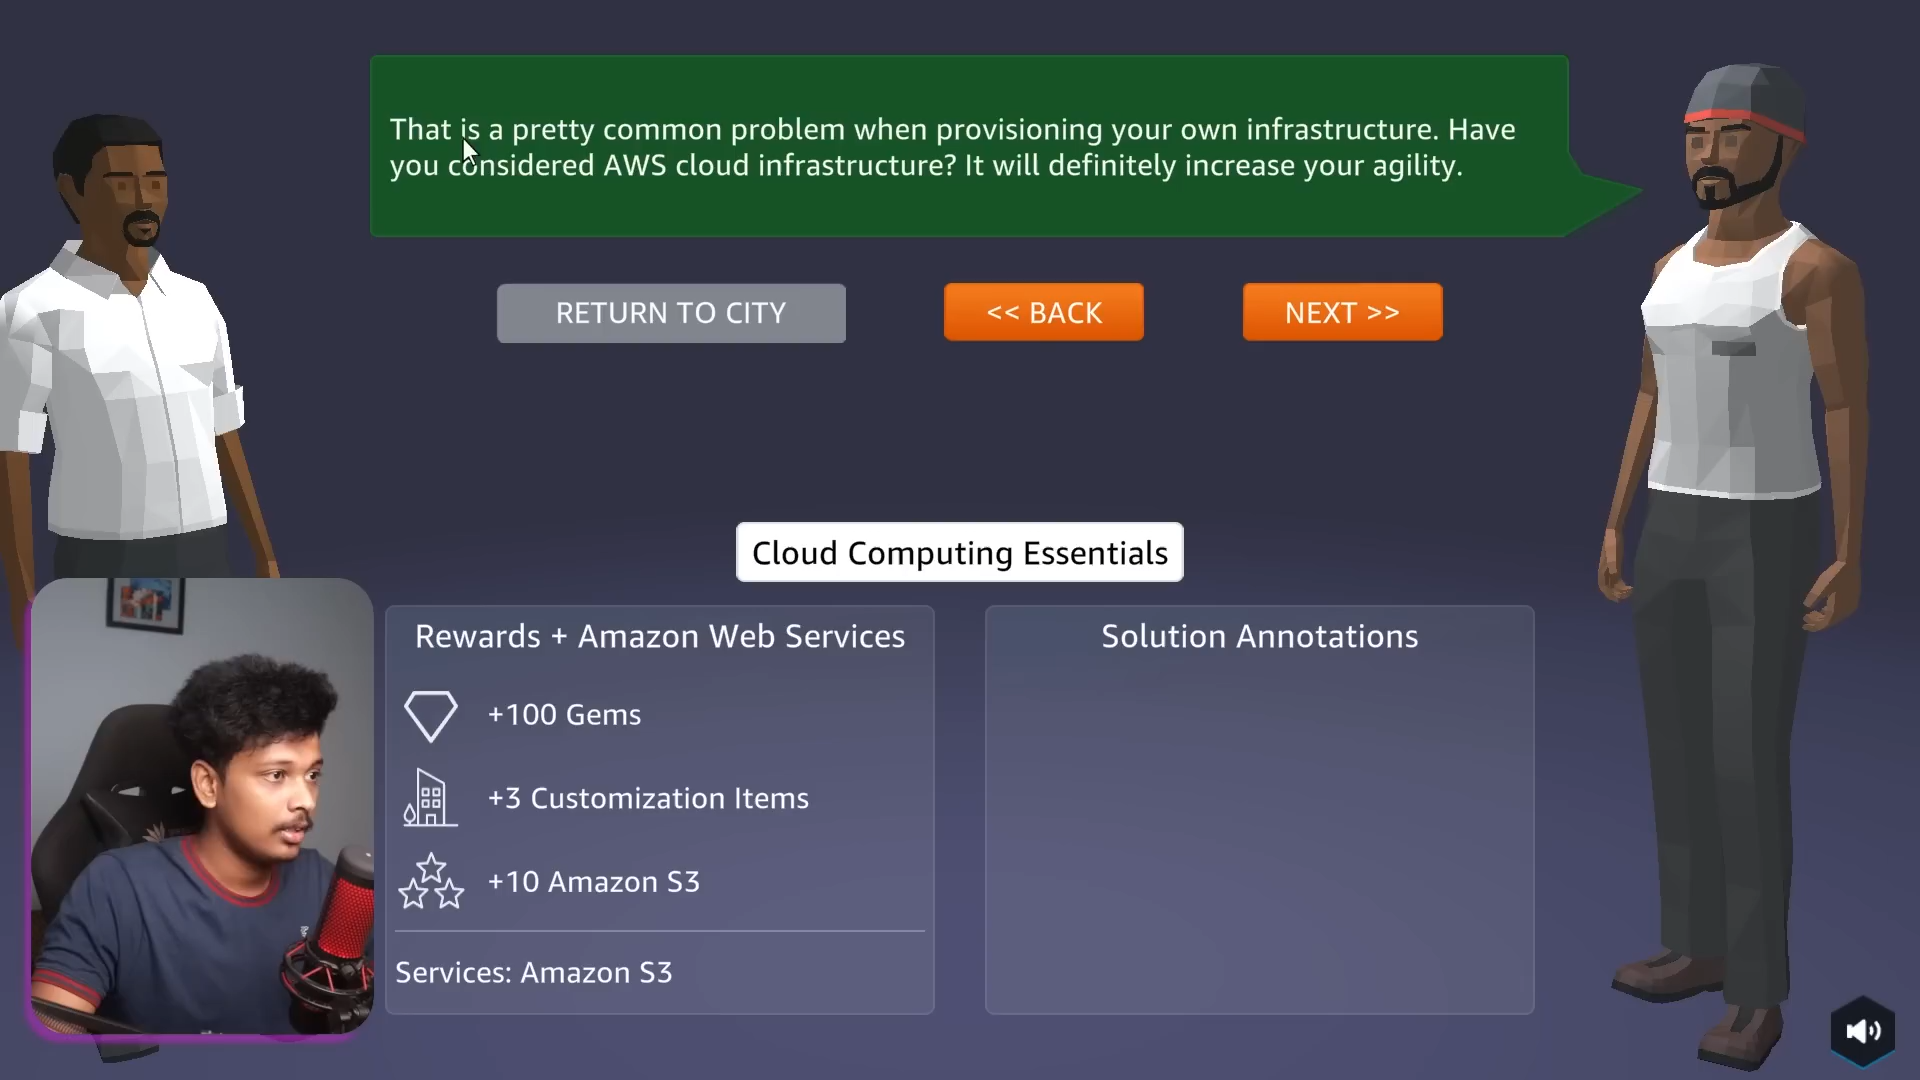 That is a pretty common problem when provisioning your own infrastructure. Have
you considered AWS cloud infrastructure? It will definitely increase your agility.
RETURN TO CITY
<< BACK
NEXT >>
Cloud Computing Essentials
Rewards + Amazon Web Services
+100 Gems
+3 Customization Items
+10 Amazon S3
Services: Amazon S3
Solution Annotations